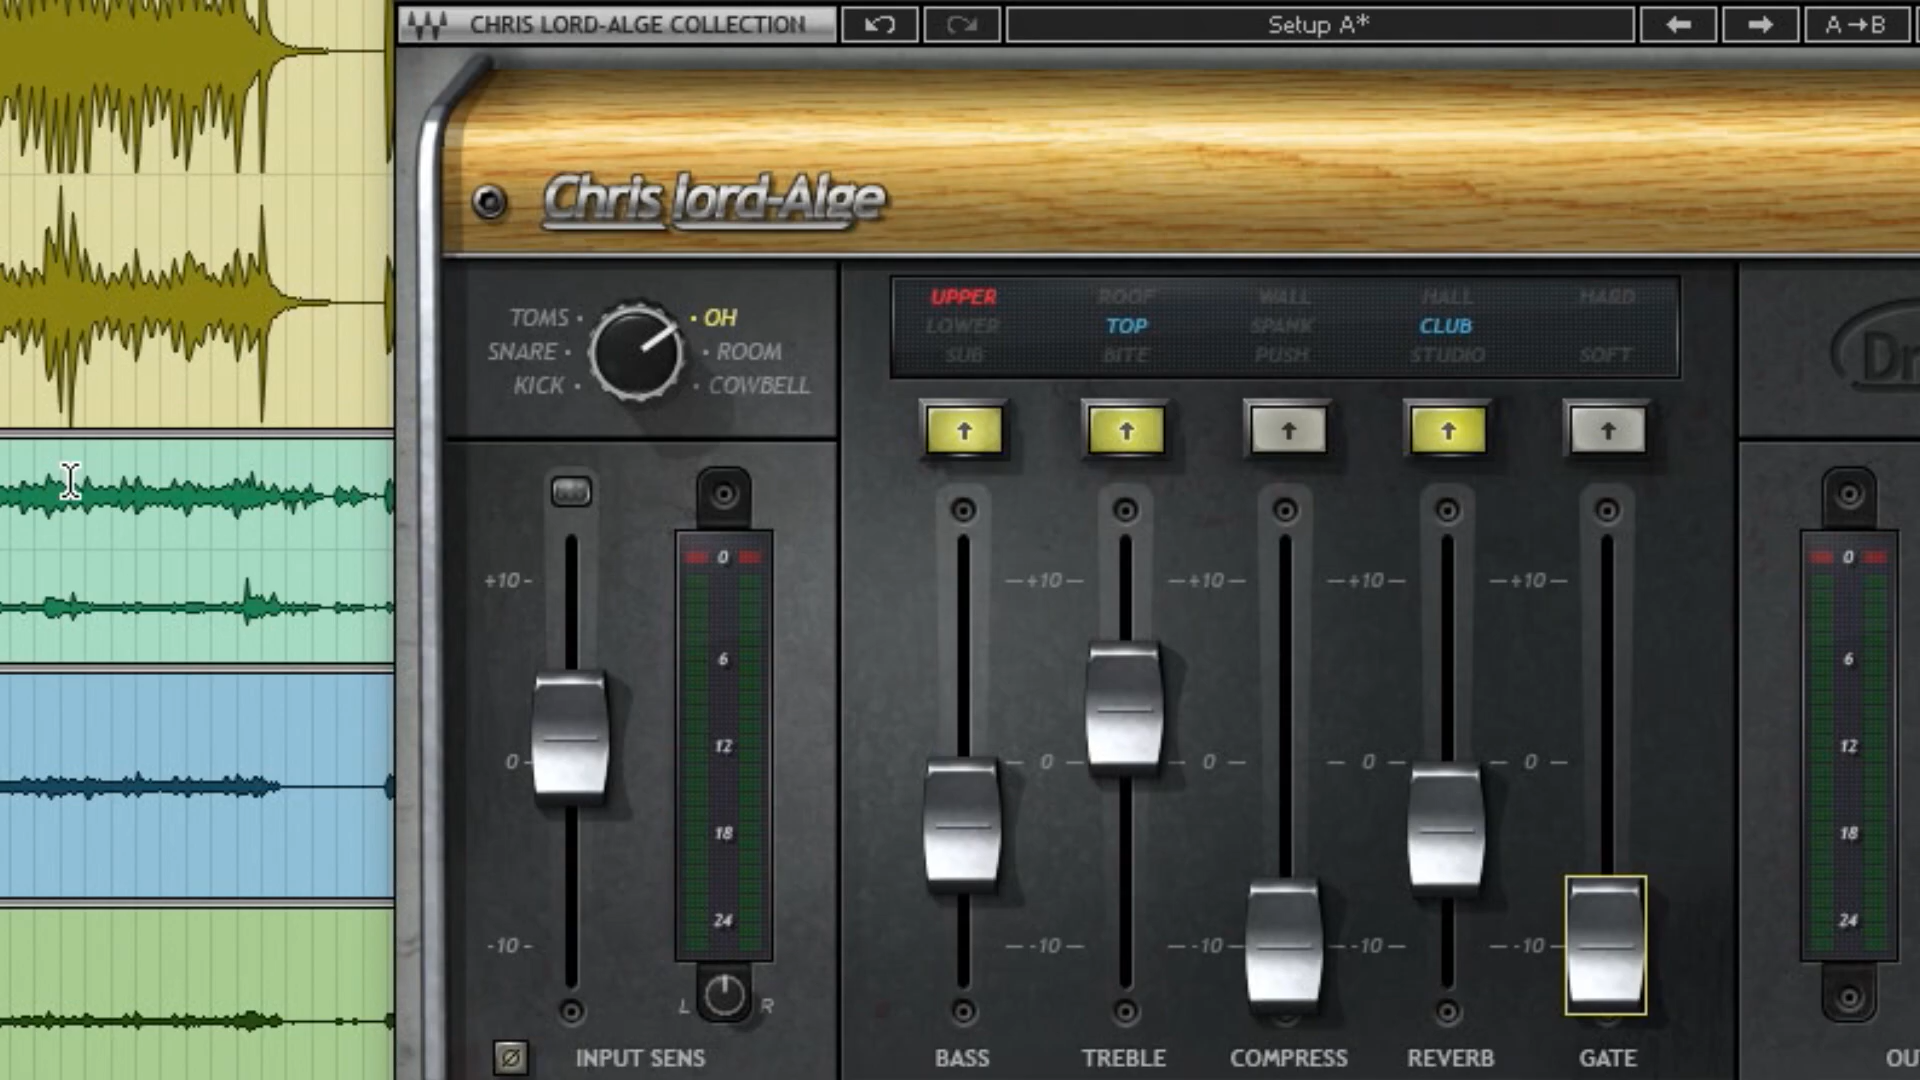 CHRIS LORD-ALGE COLLECTION
Setup A*
A→B
Chris lord-Alge
TOMS OH
SNARE ROOM
KICK COWBELL
UPPER ROOF WALL HALL HARD
LOWER TOP SPANK CLUB
SUB BITE PUSH STUDIO SOFT
Dr
+10 +10 +10 +10 +10
0 0 0 0 0
-10 -10 -10 -10 -10
0
6
12
18
24
L R
0
6
12
18
24
INPUT SENS BASS TREBLE COMPRESS REVERB GATE OU